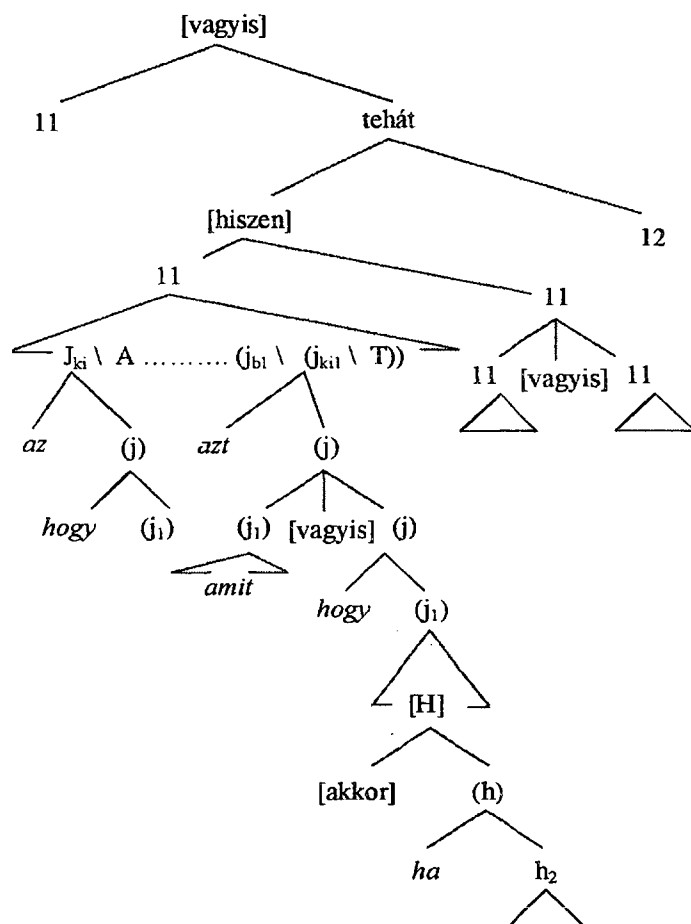 [vagyis]
11 tehát
[hiszen] 12
11 11
J_ki \ A .......... (j_bl \ (j_kil \ T)) 11 [vagyis] 11
az (j) azt (j)
hogy (j₁) (j₁) [vagyis] (j)
amit hogy (j₁)
[H]
[akkor] (h)
ha h₂